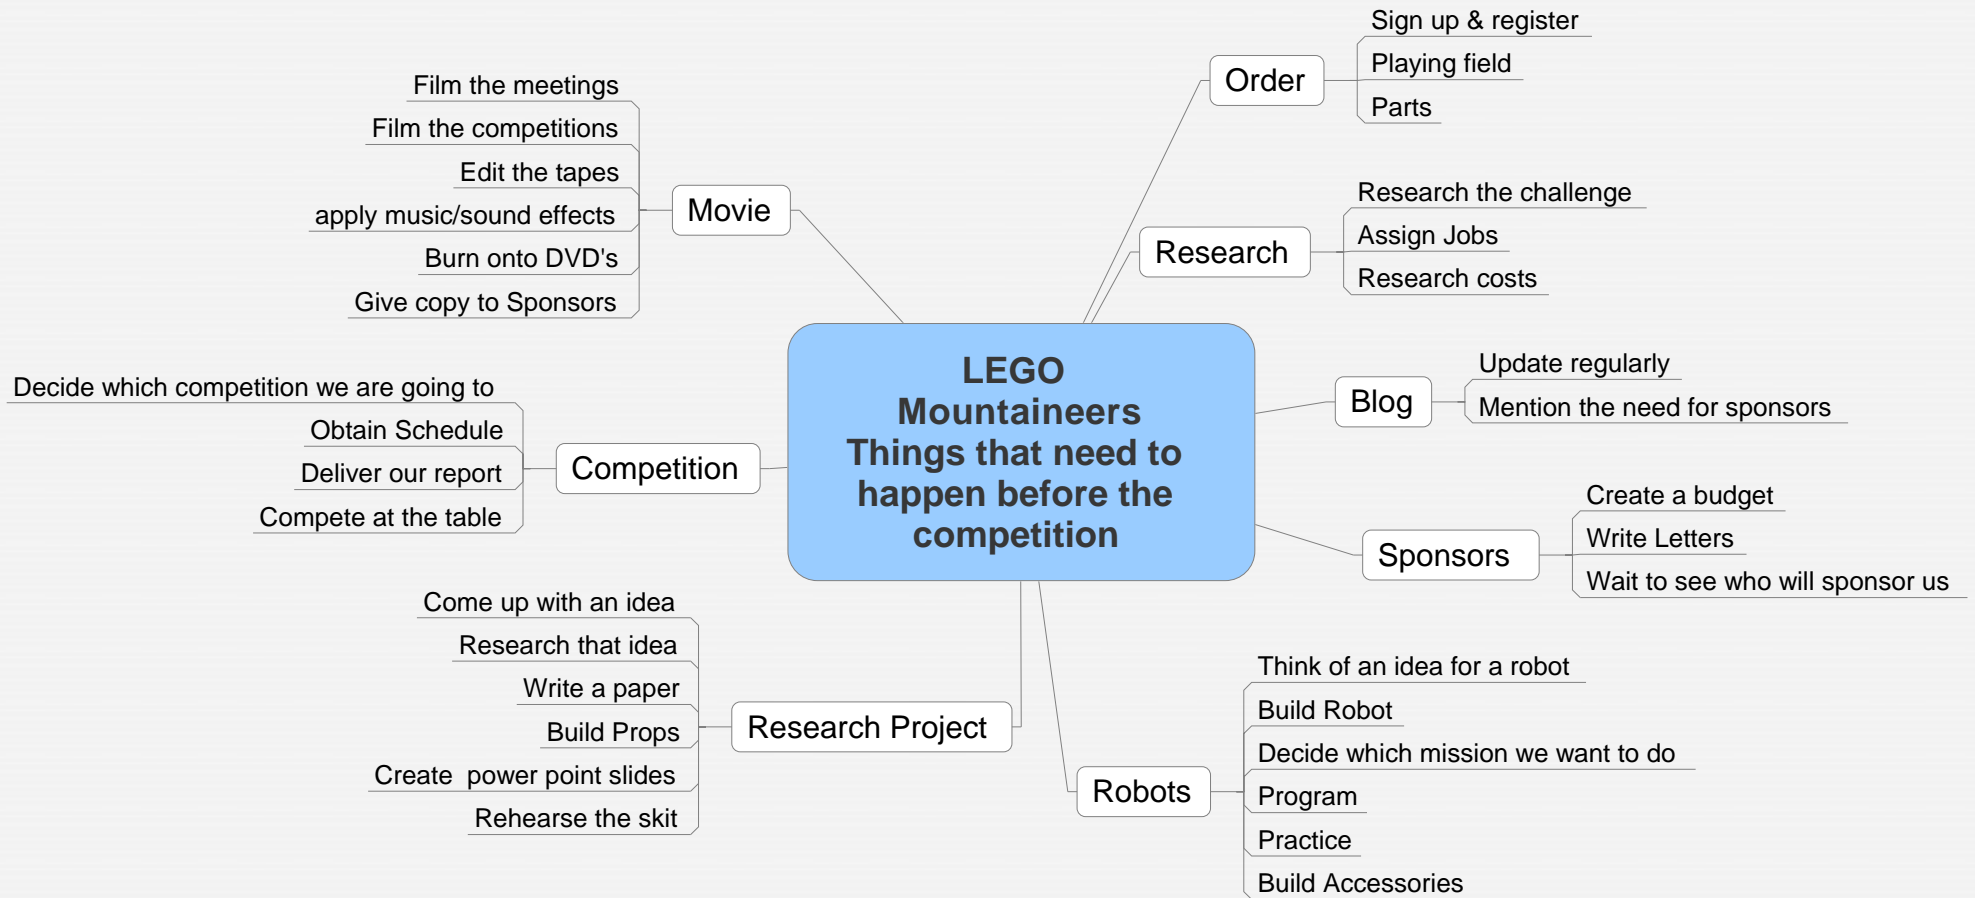 LEGO
Mountaineers
Things that need to
happen before the
competition
Order
Sign up & register
Playing field
Parts
Research
Research the challenge
Assign Jobs
Research costs
Blog
Update regularly
Mention the need for sponsors
Sponsors
Create a budget
Write Letters
Wait to see who will sponsor us
Robots
Think of an idea for a robot
Build Robot
Decide which mission we want to do
Program
Practice
Build Accessories
Research Project
Come up with an idea
Research that idea
Write a paper
Build Props
Create  power point slides
Rehearse the skit
Competition
Decide which competition we are going to
Obtain Schedule
Deliver our report
Compete at the table
Movie
Film the meetings
Film the competitions
Edit the tapes
apply music/sound effects
Burn onto DVD's
Give copy to Sponsors